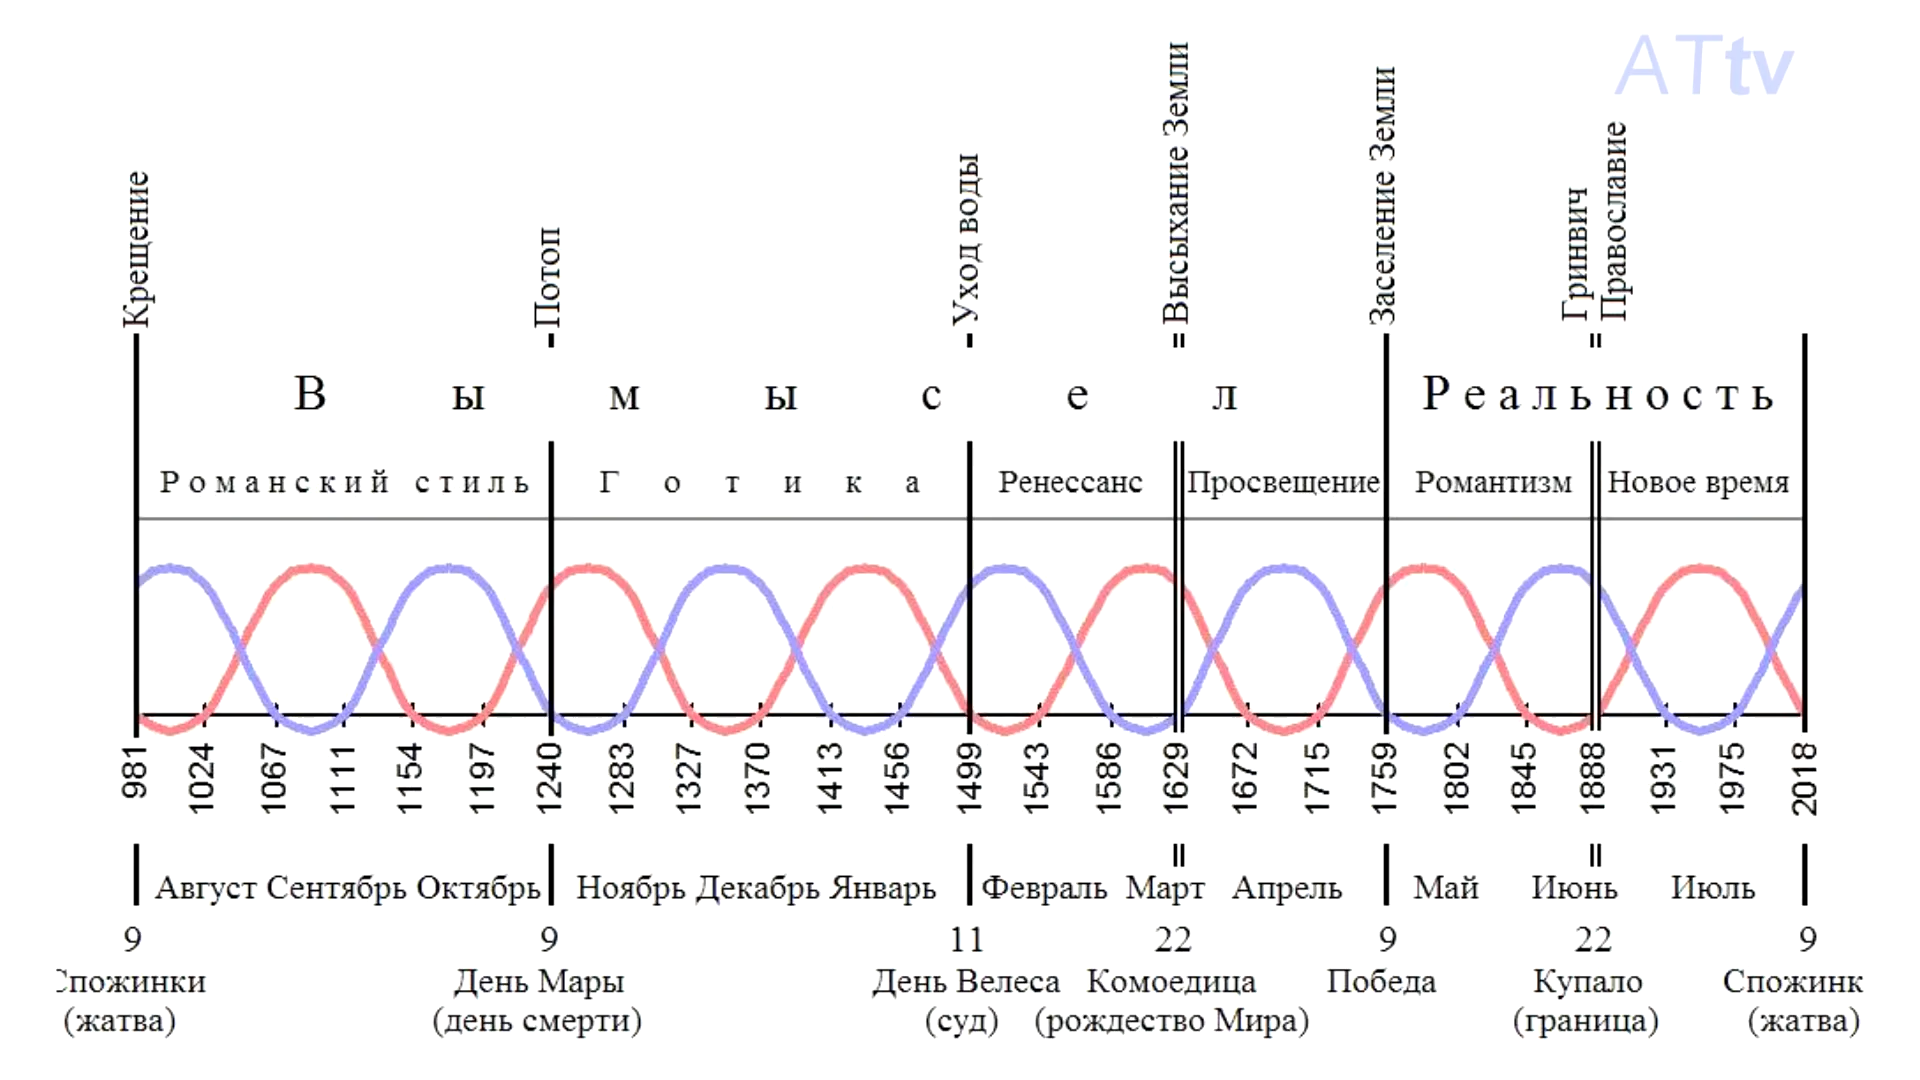 ATtv
Крещение
Потоп
Уход воды
Высыхание Земли
Заселение Земли
Гринвич
Православие
Вымысел
Реальность
Романский стиль
Готика
Ренессанс
Просвещение
Романтизм
Новое время
981 1024 1067 1111 1154 1197 1240 1283 1327 1370 1413 1456 1499 1543 1586 1629 1672 1715 1759 1802 1845 1888 1931 1975 2018
Август Сентябрь Октябрь Ноябрь Декабрь Январь Февраль Март Апрель Май Июнь Июль
9 9 11 22 9 22 9
Спожинки День Мары День Велеса Комоедица Победа Купало Спожинк
(жатва) (день смерти) (суд) (рождество Мира) (граница) (жатва)